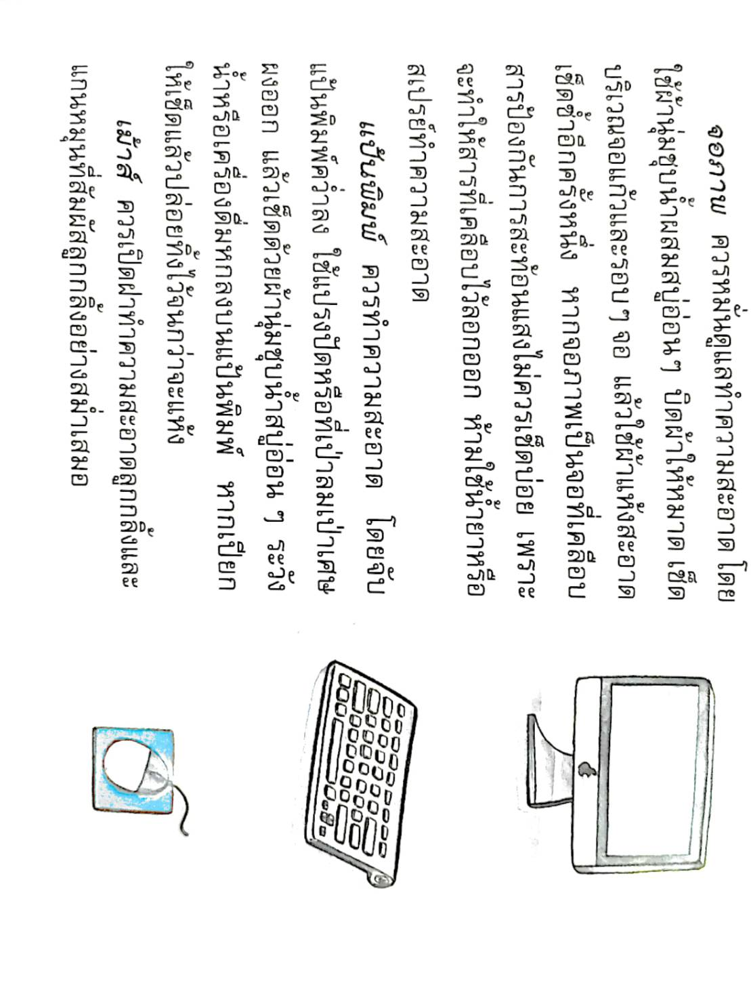 จอภาพ ควรหมั่นดูแลทำความสะอาด โดย
ใช้ผ้านุ่มชุบน้ำผสมสบู่อ่อนๆ บิดผ้าให้หมาด เช็ด
บริเวณจอแก้วและรอบๆ จอ แล้วใช้ผ้าแห้งสะอาด
เช็ดซ้ำอีกครั้งหนึ่ง หากจอภาพเป็นจอที่เคลือบ
สารป้องกันการสะท้อนแสงไม่ควรเช็ดบ่อย เพราะ
จะทำให้สารที่เคลือบไว้ลอกออก ห้ามใช้น้ำยาหรือ
สเปรย์ทำความสะอาด
แป้นพิมพ์ ควรทำความสะอาด โดยจับ
แป้นพิมพ์คว่ำลง ใช้แปรงปัดหรือที่เป่าลมเป่าเศษ
ผงออก แล้วเช็ดด้วยผ้านุ่มชุบน้ำสบู่อ่อน ๆ ระวัง
น้ำหรือเครื่องดื่มหกลงบนแป้นพิมพ์ หากเปียก
ให้เช็ดแล้วปล่อยทิ้งไว้จนกว่าจะแห้ง
เม้าส์ ควรเปิดฝาทำความสะอาดลูกกลิ้งและ
แกนหมุนที่สัมผัสลูกกลิ้งอย่างสม่ำเสมอ